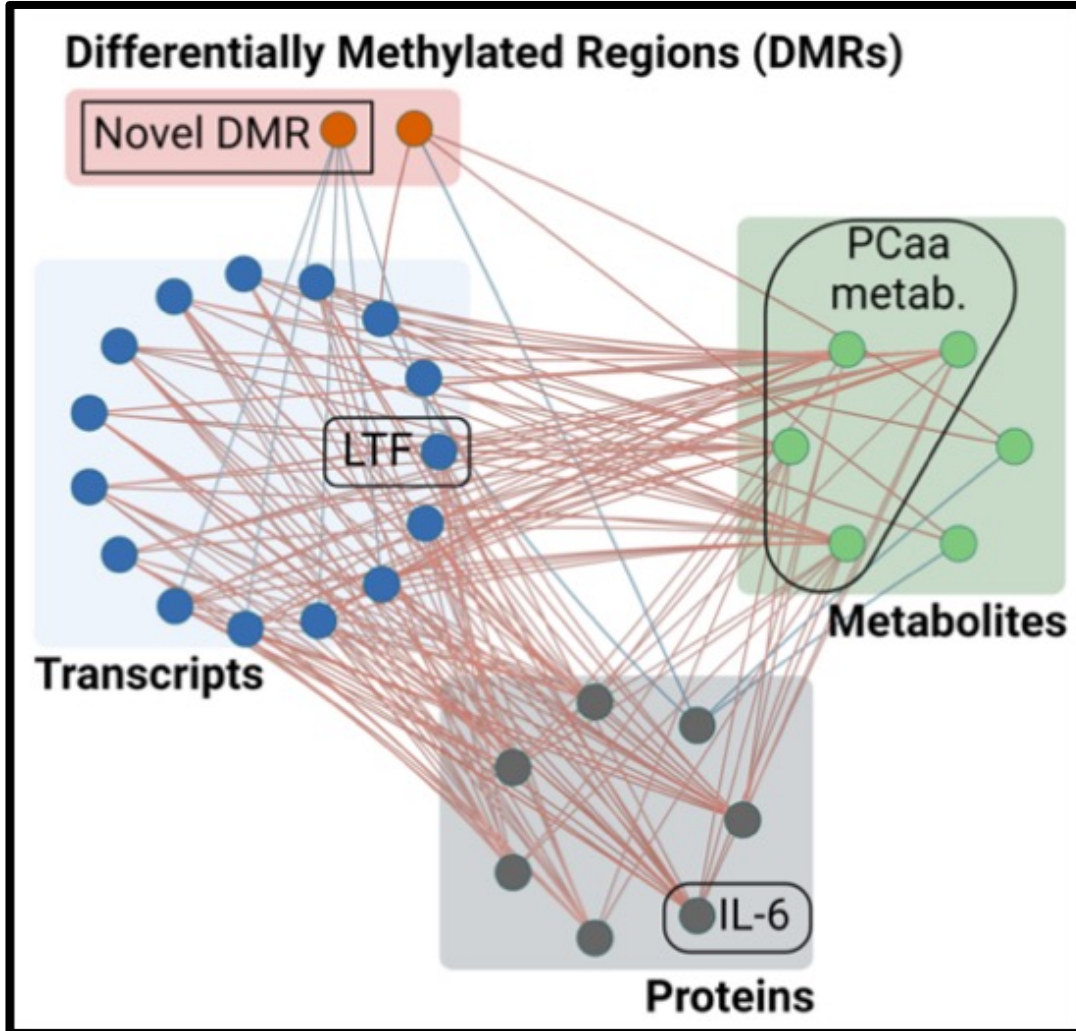 Differentially Methylated Regions (DMRs)
Novel DMR
PCaa
metab.
LTF
Metabolites
Transcripts
IL-6
Proteins